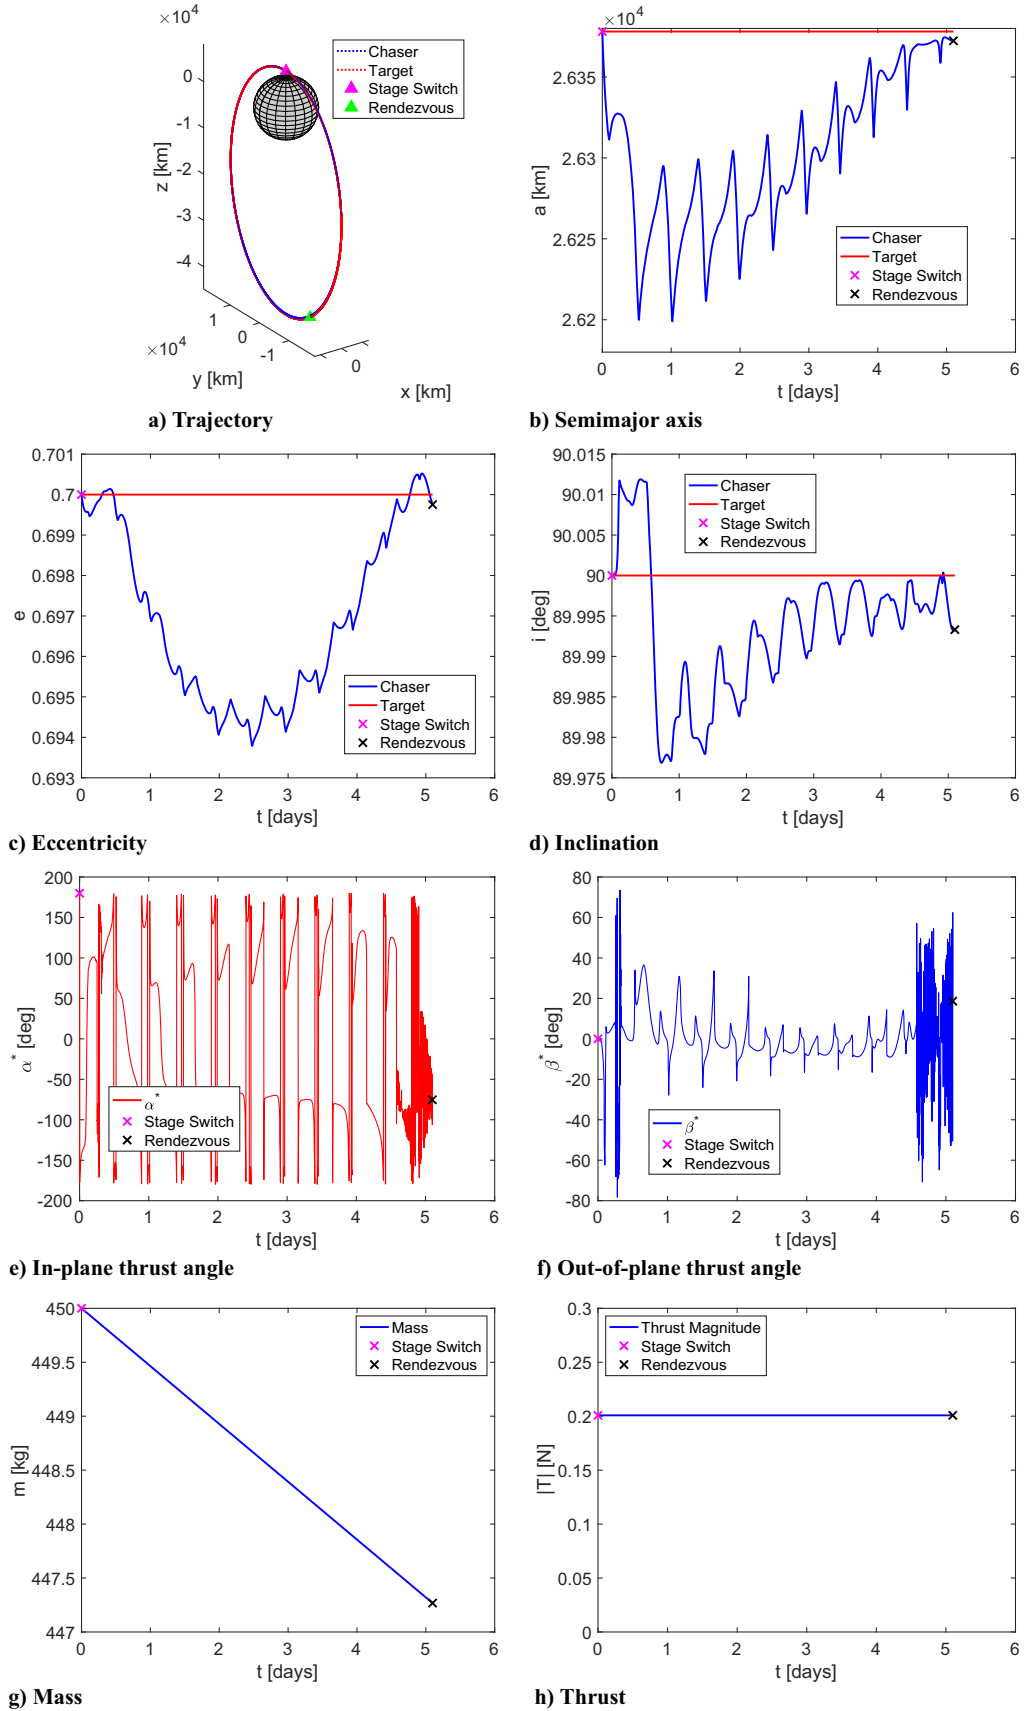 ×10⁴
0
-1
-2
-3
-4
z [km]
1
0
-1
×10⁴
y [km]
0
x [km]
Chaser
Target
Stage Switch
Rendezvous
a) Trajectory
×10⁴
2.635
2.63
2.625
2.62
a [km]
0 1 2 3 4 5 6
t [days]
Chaser
Target
Stage Switch
Rendezvous
b) Semimajor axis
0.701
0.7
0.699
0.698
0.697
0.696
0.695
0.694
0.693
e
0 1 2 3 4 5 6
t [days]
Chaser
Target
Stage Switch
Rendezvous
c) Eccentricity
90.015
90.01
90.005
90
89.995
89.99
89.985
89.98
89.975
i [deg]
0 1 2 3 4 5 6
t [days]
Chaser
Target
Stage Switch
Rendezvous
d) Inclination
200
150
100
50
0
-50
-100
-150
-200
α* [deg]
0 1 2 3 4 5 6
t [days]
α*
Stage Switch
Rendezvous
e) In-plane thrust angle
80
60
40
20
0
-20
-40
-60
-80
β* [deg]
0 1 2 3 4 5 6
t [days]
β*
Stage Switch
Rendezvous
f) Out-of-plane thrust angle
450
449.5
449
448.5
448
447.5
447
m [kg]
0 1 2 3 4 5 6
t [days]
Mass
Stage Switch
Rendezvous
g) Mass
0.3
0.25
0.2
0.15
0.1
0.05
0
|T| [N]
0 1 2 3 4 5 6
t [days]
Thrust Magnitude
Stage Switch
Rendezvous
h) Thrust